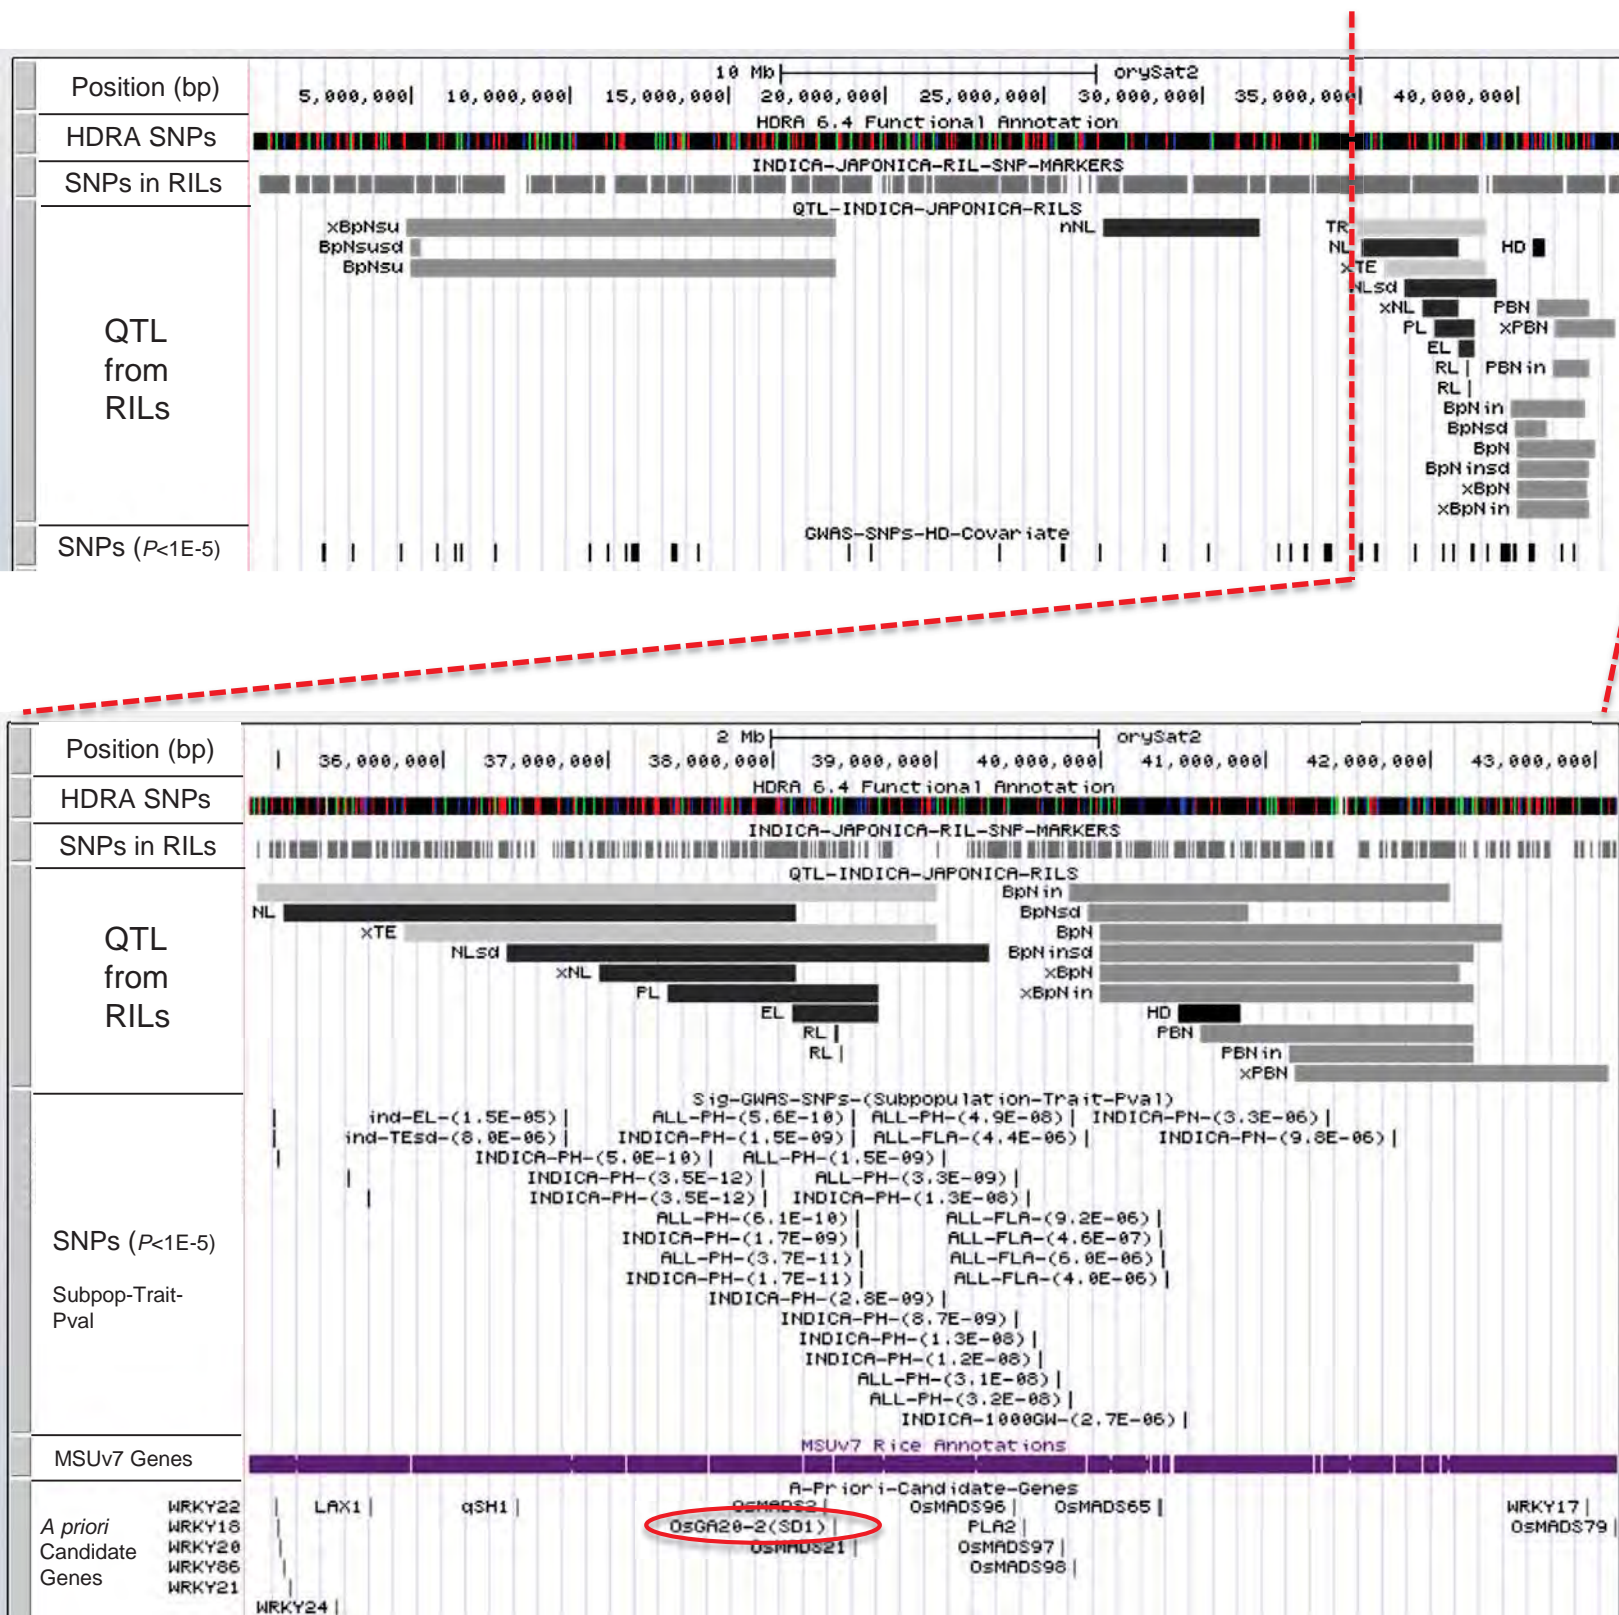 10 Mb orySat2
Position (bp) 5,000,000| 10,000,000| 15,000,000| 20,000,000| 25,000,000| 30,000,000| 35,000,000| 40,000,000|
HDRA 6.4 Functional Annotation
HDRA SNPs
INDICA-JAPONICA-RIL-SNP-MARKERS
SNPs in RILs
QTL-INDICA-JAPONICA-RILS
xBpNsu nNL TR
BpNsusd NL HD
BpNsu xTE
NLsd
xNL PBN
QTL
from
RILs
PL xPBN
EL
RL PBNin
RL
BpNin
BpNsd
BpN
BpNinsd
xBpN
xBpNin
GWAS-SNPs-HD-Covariate
SNPs (P<1E-5)
2 Mb orySat2
Position (bp) 36,000,000| 37,000,000| 38,000,000| 39,000,000| 40,000,000| 41,000,000| 42,000,000| 43,000,000|
HDRA 6.4 Functional Annotation
HDRA SNPs
INDICA-JAPONICA-RIL-SNP-MARKERS
SNPs in RILs
QTL-INDICA-JAPONICA-RILS
BpNin
NL BpNsd
xTE BpN
NLsd BpNinsd
xNL xBpN
PL xBpNin
QTL
from
RILs
EL HD
RL PBN
RL PBNin
xPBN
Sig-GWAS-SNPs-(Subpopulation-Trait-Pval)
ind-EL-(1.5E-05)| ALL-PH-(5.6E-10)| ALL-PH-(4.9E-08)| INDICA-PN-(3.3E-06)|
ind-TEsd-(8.0E-06)| INDICA-PH-(1.5E-09)| ALL-FLA-(4.4E-06)| INDICA-PN-(9.8E-06)|
INDICA-PH-(5.0E-10)| ALL-PH-(1.5E-09)|
INDICA-PH-(3.5E-12)| ALL-PH-(3.3E-09)|
INDICA-PH-(3.5E-12)| INDICA-PH-(1.3E-08)|
ALL-PH-(6.1E-10)| ALL-FLA-(9.2E-06)|
INDICA-PH-(1.7E-09)| ALL-FLA-(4.6E-07)|
ALL-PH-(3.7E-11)| ALL-FLA-(6.0E-06)|
INDICA-PH-(1.7E-11)| ALL-FLA-(4.0E-06)|
INDICA-PH-(2.8E-09)|
INDICA-PH-(8.7E-09)|
INDICA-PH-(1.3E-08)|
INDICA-PH-(1.2E-08)|
ALL-PH-(3.1E-08)|
ALL-PH-(3.2E-08)|
INDICA-1000GW-(2.7E-06)|
SNPs (P<1E-5)
Subpop-Trait-
Pval
MSUv7 Rice Annotations
MSUv7 Genes
A-Priori-Candidate-Genes
WRKY22 LAX1 qSH1 OsMADS2 OsMADS96 OsMADS65 WRKY17
WRKY18 OsGA20-2(SD1) PLA2 OsMADS79
WRKY20 OsMADS21 OsMADS97
WRKY86 OsMADS98
WRKY21
WRKY24
A priori
Candidate
Genes